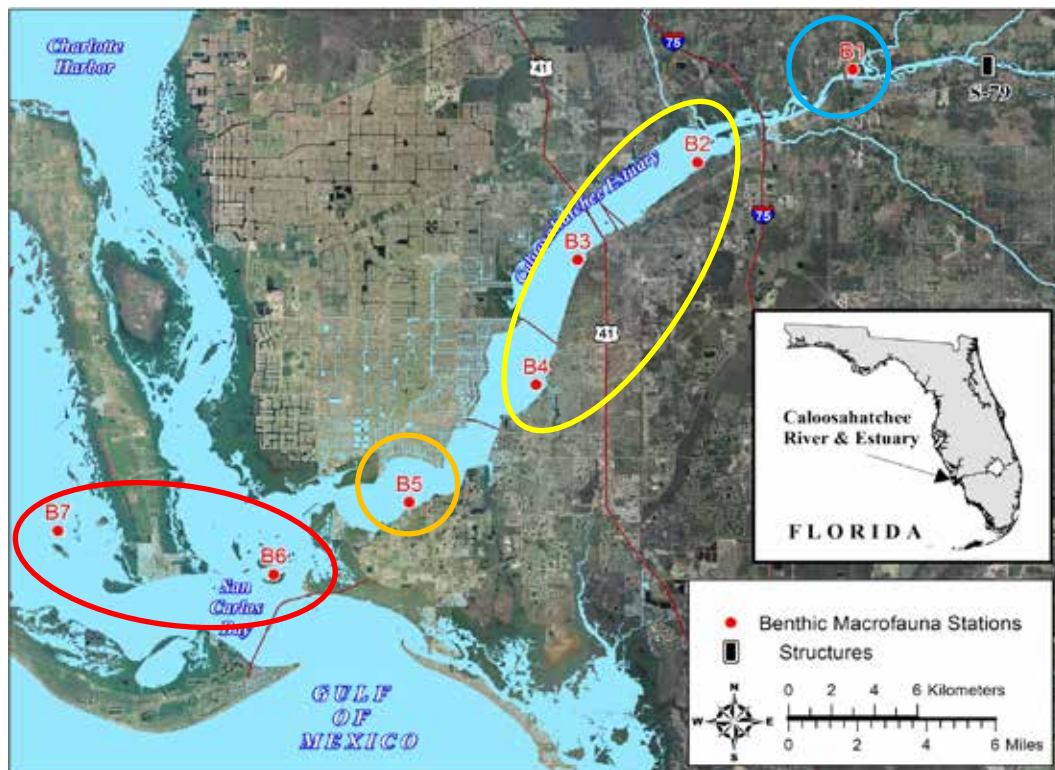 Charlotte
Harbor
75
41
B1
S-79
B2
Caloosahatchee Estuary
75
B3
41
B4
B5
B7
B6
San
Carlos
Bay
GULF
OF
MEXICO
Caloosahatchee
River & Estuary
FLORIDA
Benthic Macrofauna Stations
Structures
N
W E
S
0 2 4 6 Kilometers
0 2 4 6 Miles